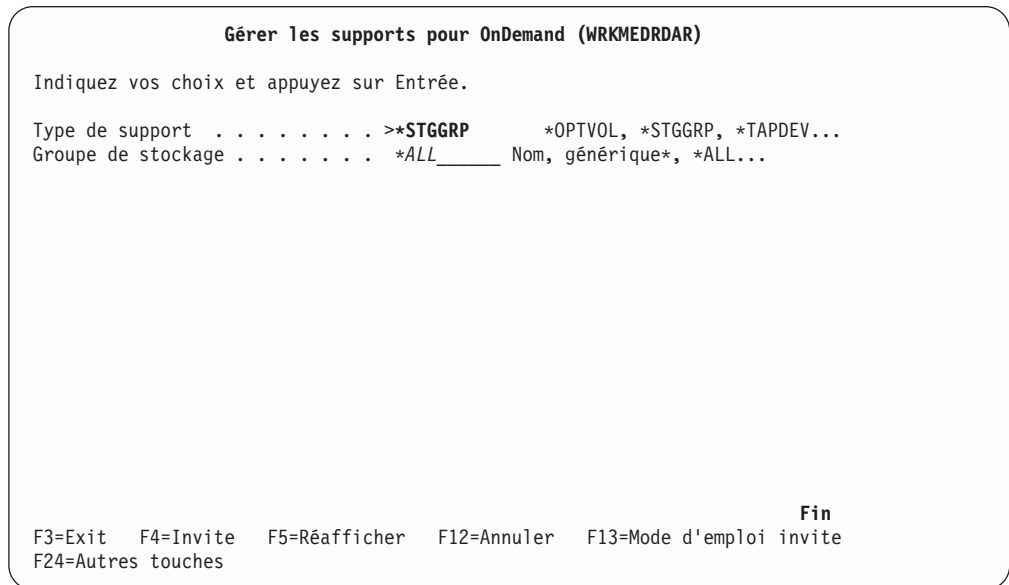 Gérer les supports pour OnDemand (WRKMEDRDAR)
Indiquez vos choix et appuyez sur Entrée.
Type de support . . . . . . . . >*STGGRP *OPTVOL, *STGGRP, *TAPDEV...
Groupe de stockage . . . . . . . *ALL______ Nom, générique*, *ALL...
Fin
F3=Exit F4=Invite F5=Réafficher F12=Annuler F13=Mode d'emploi invite
F24=Autres touches